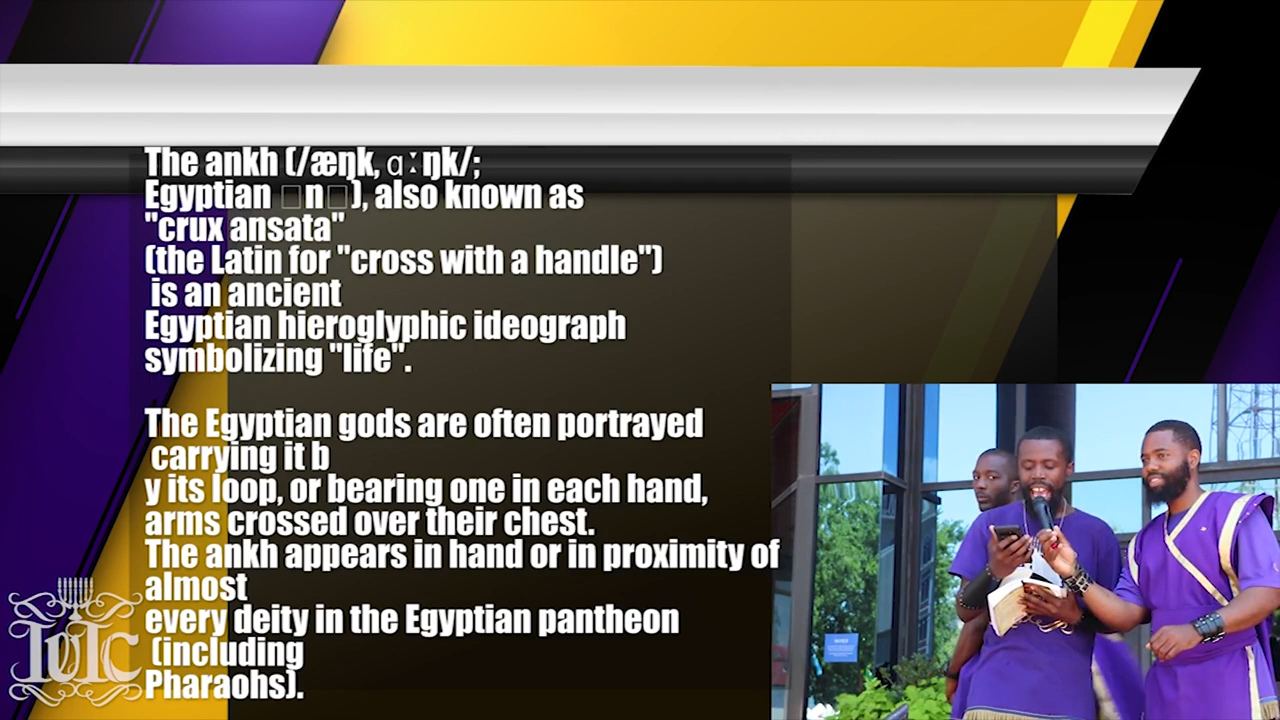 The ankh (/æŋk, ɑːŋk/;
Egyptian □n□), also known as
"crux ansata"
(the Latin for "cross with a handle")
is an ancient
Egyptian hieroglyphic ideograph
symbolizing "life".
The Egyptian gods are often portrayed
carrying it b
y its loop, or bearing one in each hand,
arms crossed over their chest.
The ankh appears in hand or in proximity of
almost
every deity in the Egyptian pantheon
(including
Pharaohs).
IUIC